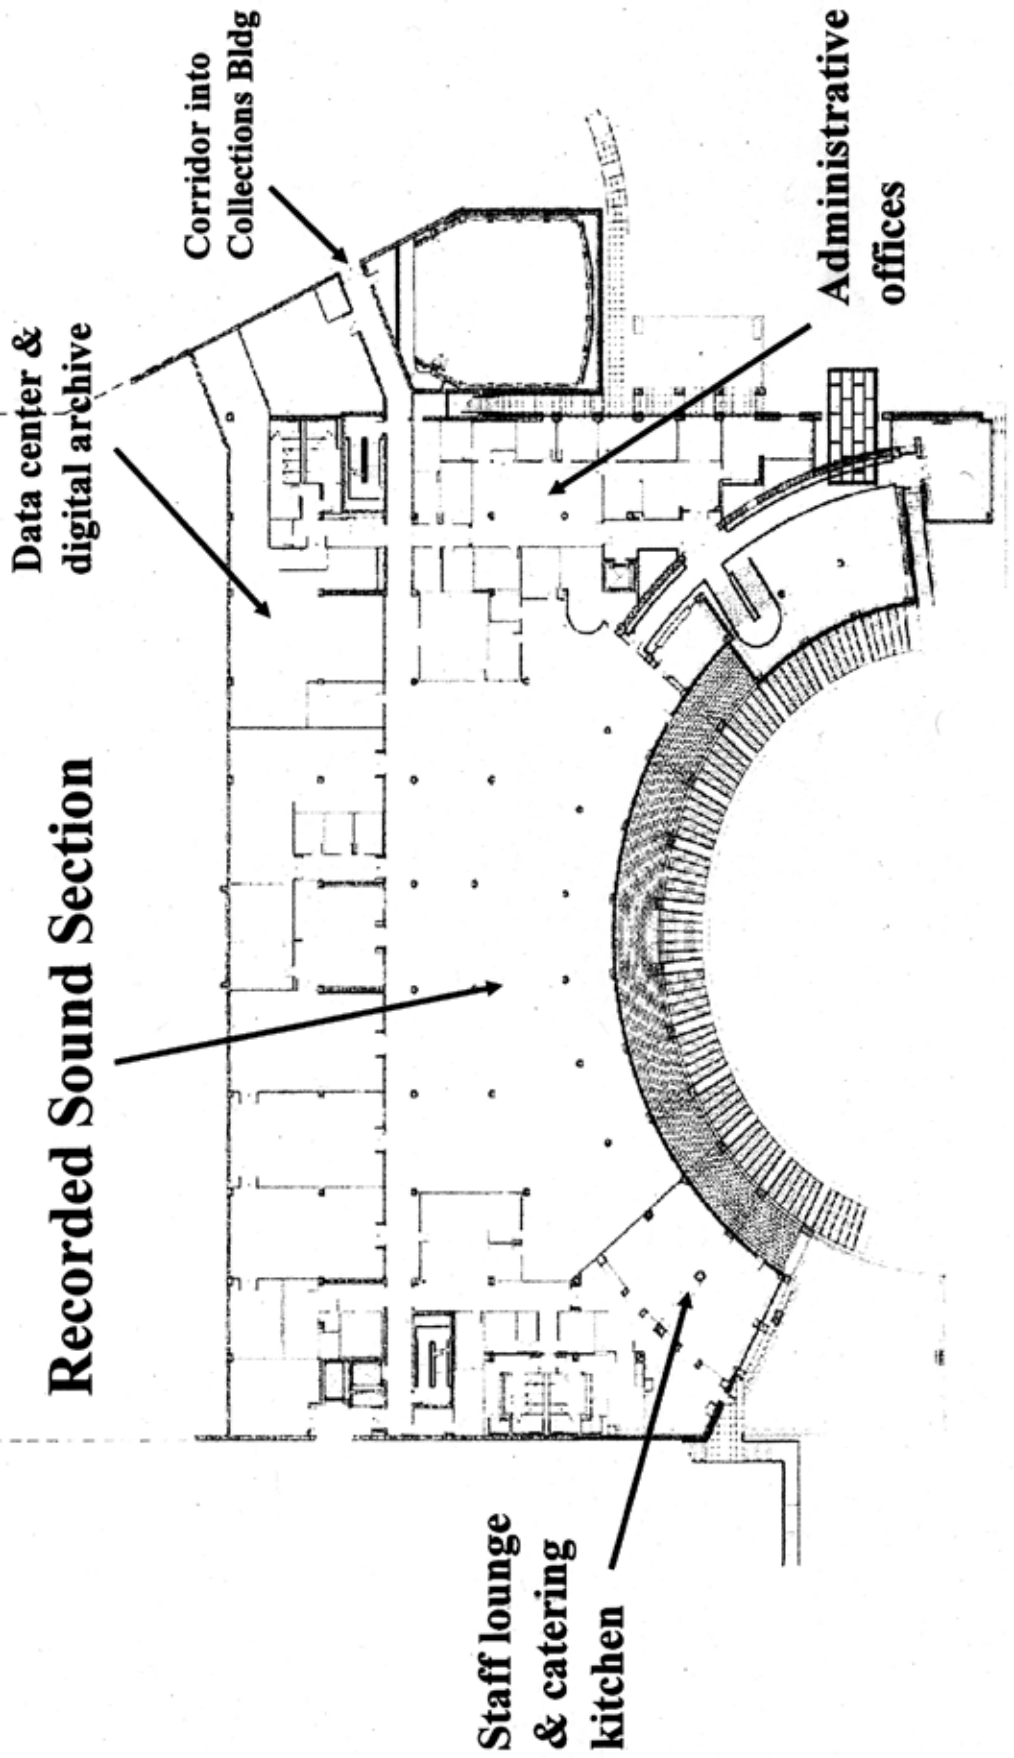 Recorded Sound Section
Data center &
digital archive
Corridor into
Collections Bldg
Staff lounge
& catering
kitchen
Administrative
offices